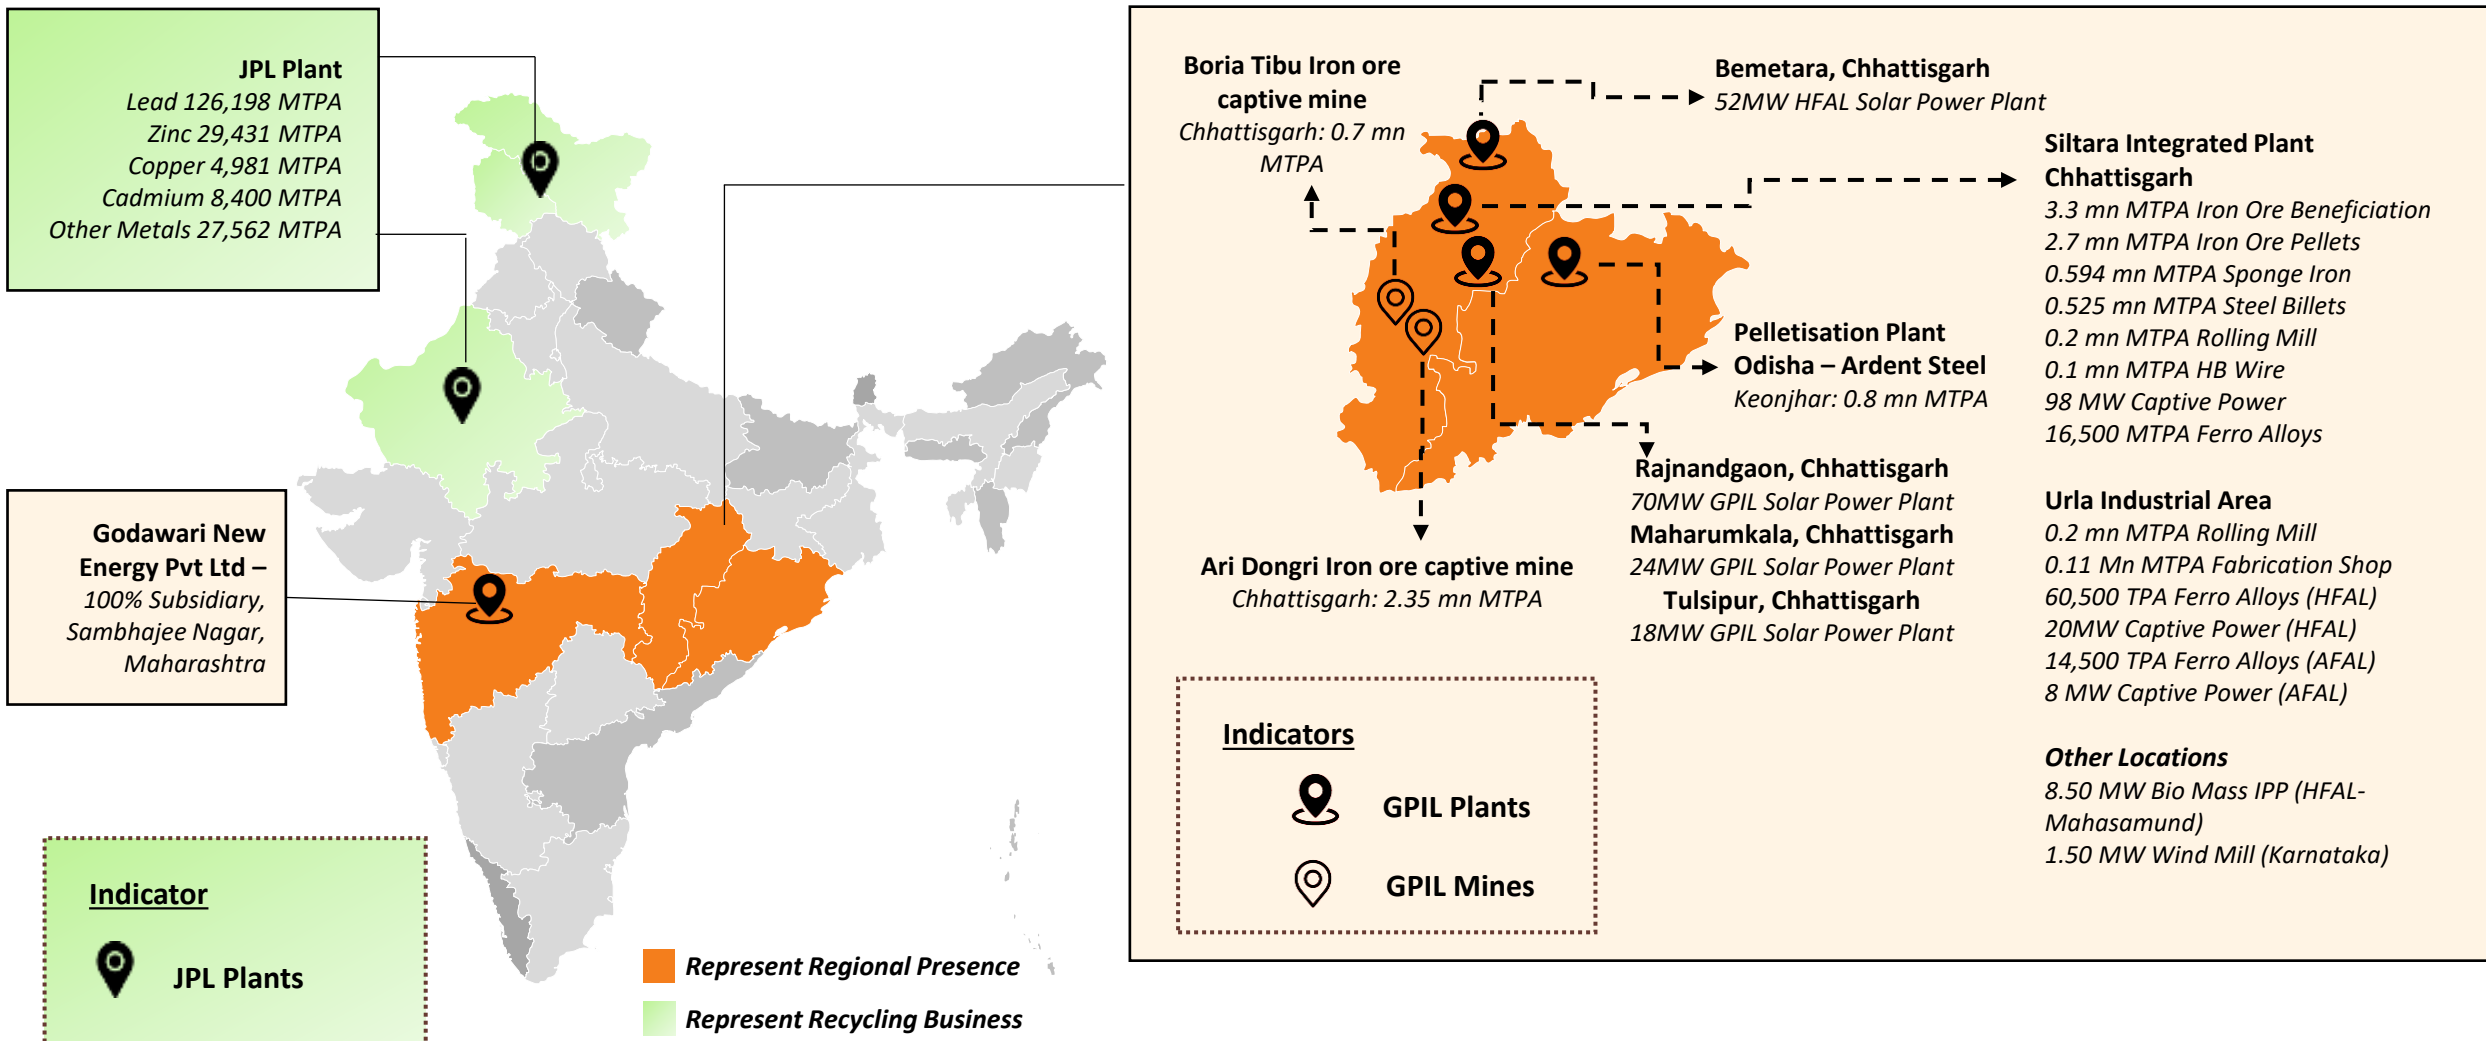 JPL Plant
Lead 126,198 MTPA
Zinc 29,431 MTPA
Copper 4,981 MTPA
Cadmium 8,400 MTPA
Other Metals 27,562 MTPA
Godawari New
Energy Pvt Ltd –
100% Subsidiary,
Sambhajee Nagar,
Maharashtra
Indicator
JPL Plants
Represent Regional Presence
Represent Recycling Business
Boria Tibu Iron ore
captive mine
Chhattisgarh: 0.7 mn
MTPA
Bemetara, Chhattisgarh
52MW HFAL Solar Power Plant
Siltara Integrated Plant
Chhattisgarh
3.3 mn MTPA Iron Ore Beneficiation
2.7 mn MTPA Iron Ore Pellets
0.594 mn MTPA Sponge Iron
0.525 mn MTPA Steel Billets
0.2 mn MTPA Rolling Mill
0.1 mn MTPA HB Wire
98 MW Captive Power
16,500 MTPA Ferro Alloys
Pelletisation Plant
Odisha – Ardent Steel
Keonjhar: 0.8 mn MTPA
Rajnandgaon, Chhattisgarh
70MW GPIL Solar Power Plant
Maharumkala, Chhattisgarh
24MW GPIL Solar Power Plant
Tulsipur, Chhattisgarh
18MW GPIL Solar Power Plant
Ari Dongri Iron ore captive mine
Chhattisgarh: 2.35 mn MTPA
Urla Industrial Area
0.2 mn MTPA Rolling Mill
0.11 Mn MTPA Fabrication Shop
60,500 TPA Ferro Alloys (HFAL)
20MW Captive Power (HFAL)
14,500 TPA Ferro Alloys (AFAL)
8 MW Captive Power (AFAL)
Other Locations
8.50 MW Bio Mass IPP (HFAL-
Mahasamund)
1.50 MW Wind Mill (Karnataka)
Indicators
GPIL Plants
GPIL Mines